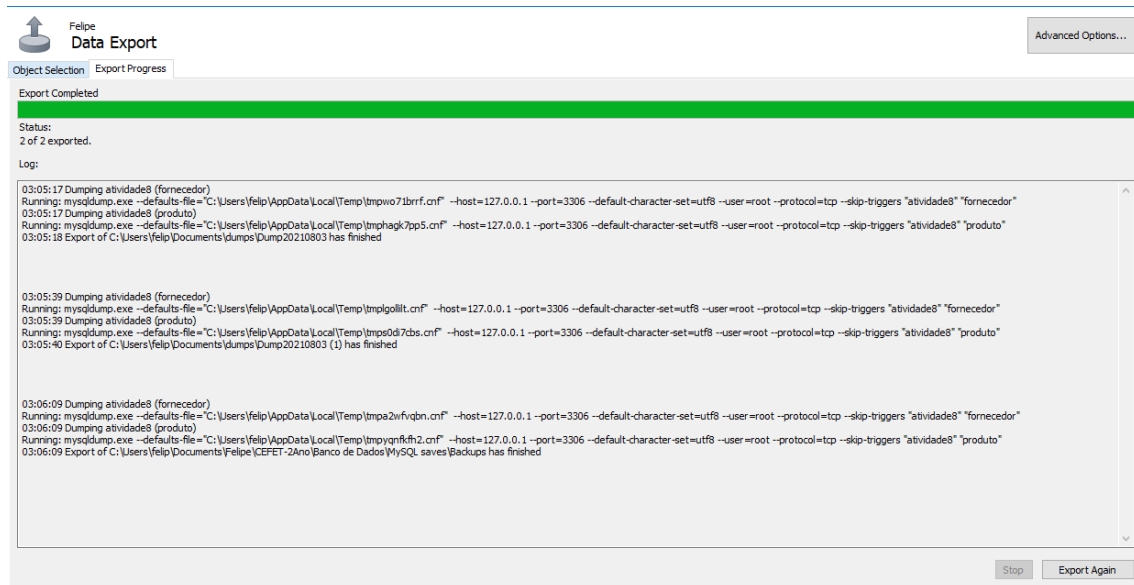 Felipe
Data Export
Advanced Options...
Object Selection Export Progress
Export Completed
Status:
2 of 2 exported.
Log:
03:05:17 Dumping atividade8 (fornecedor)
Running: mysqldump.exe --defaults-file="C:\Users\felip\AppData\Local\Temp\tmpwo71brrf.cnf" --host=127.0.0.1 --port=3306 --default-character-set=utf8 --user=root --protocol=tcp --skip-triggers "atividade8" "fornecedor"
03:05:17 Dumping atividade8 (produto)
Running: mysqldump.exe --defaults-file="C:\Users\felip\AppData\Local\Temp\tmphagk7pp5.cnf" --host=127.0.0.1 --port=3306 --default-character-set=utf8 --user=root --protocol=tcp --skip-triggers "atividade8" "produto"
03:05:18 Export of C:\Users\felip\Documents\dumps\Dump20210803 has finished
03:05:39 Dumping atividade8 (fornecedor)
Running: mysqldump.exe --defaults-file="C:\Users\felip\AppData\Local\Temp\tmplgollilt.cnf" --host=127.0.0.1 --port=3306 --default-character-set=utf8 --user=root --protocol=tcp --skip-triggers "atividade8" "fornecedor"
03:05:39 Dumping atividade8 (produto)
Running: mysqldump.exe --defaults-file="C:\Users\felip\AppData\Local\Temp\tmps0di7cbs.cnf" --host=127.0.0.1 --port=3306 --default-character-set=utf8 --user=root --protocol=tcp --skip-triggers "atividade8" "produto"
03:05:40 Export of C:\Users\felip\Documents\dumps\Dump20210803 (1) has finished
03:06:09 Dumping atividade8 (fornecedor)
Running: mysqldump.exe --defaults-file="C:\Users\felip\AppData\Local\Temp\tmpa2wfvqbn.cnf" --host=127.0.0.1 --port=3306 --default-character-set=utf8 --user=root --protocol=tcp --skip-triggers "atividade8" "fornecedor"
03:06:09 Dumping atividade8 (produto)
Running: mysqldump.exe --defaults-file="C:\Users\felip\AppData\Local\Temp\tmpyqnfkfh2.cnf" --host=127.0.0.1 --port=3306 --default-character-set=utf8 --user=root --protocol=tcp --skip-triggers "atividade8" "produto"
03:06:09 Export of C:\Users\felip\Documents\Felipe\CEFET-2Ano\Banco de Dados\MySQL saves\Backups has finished
Stop Export Again